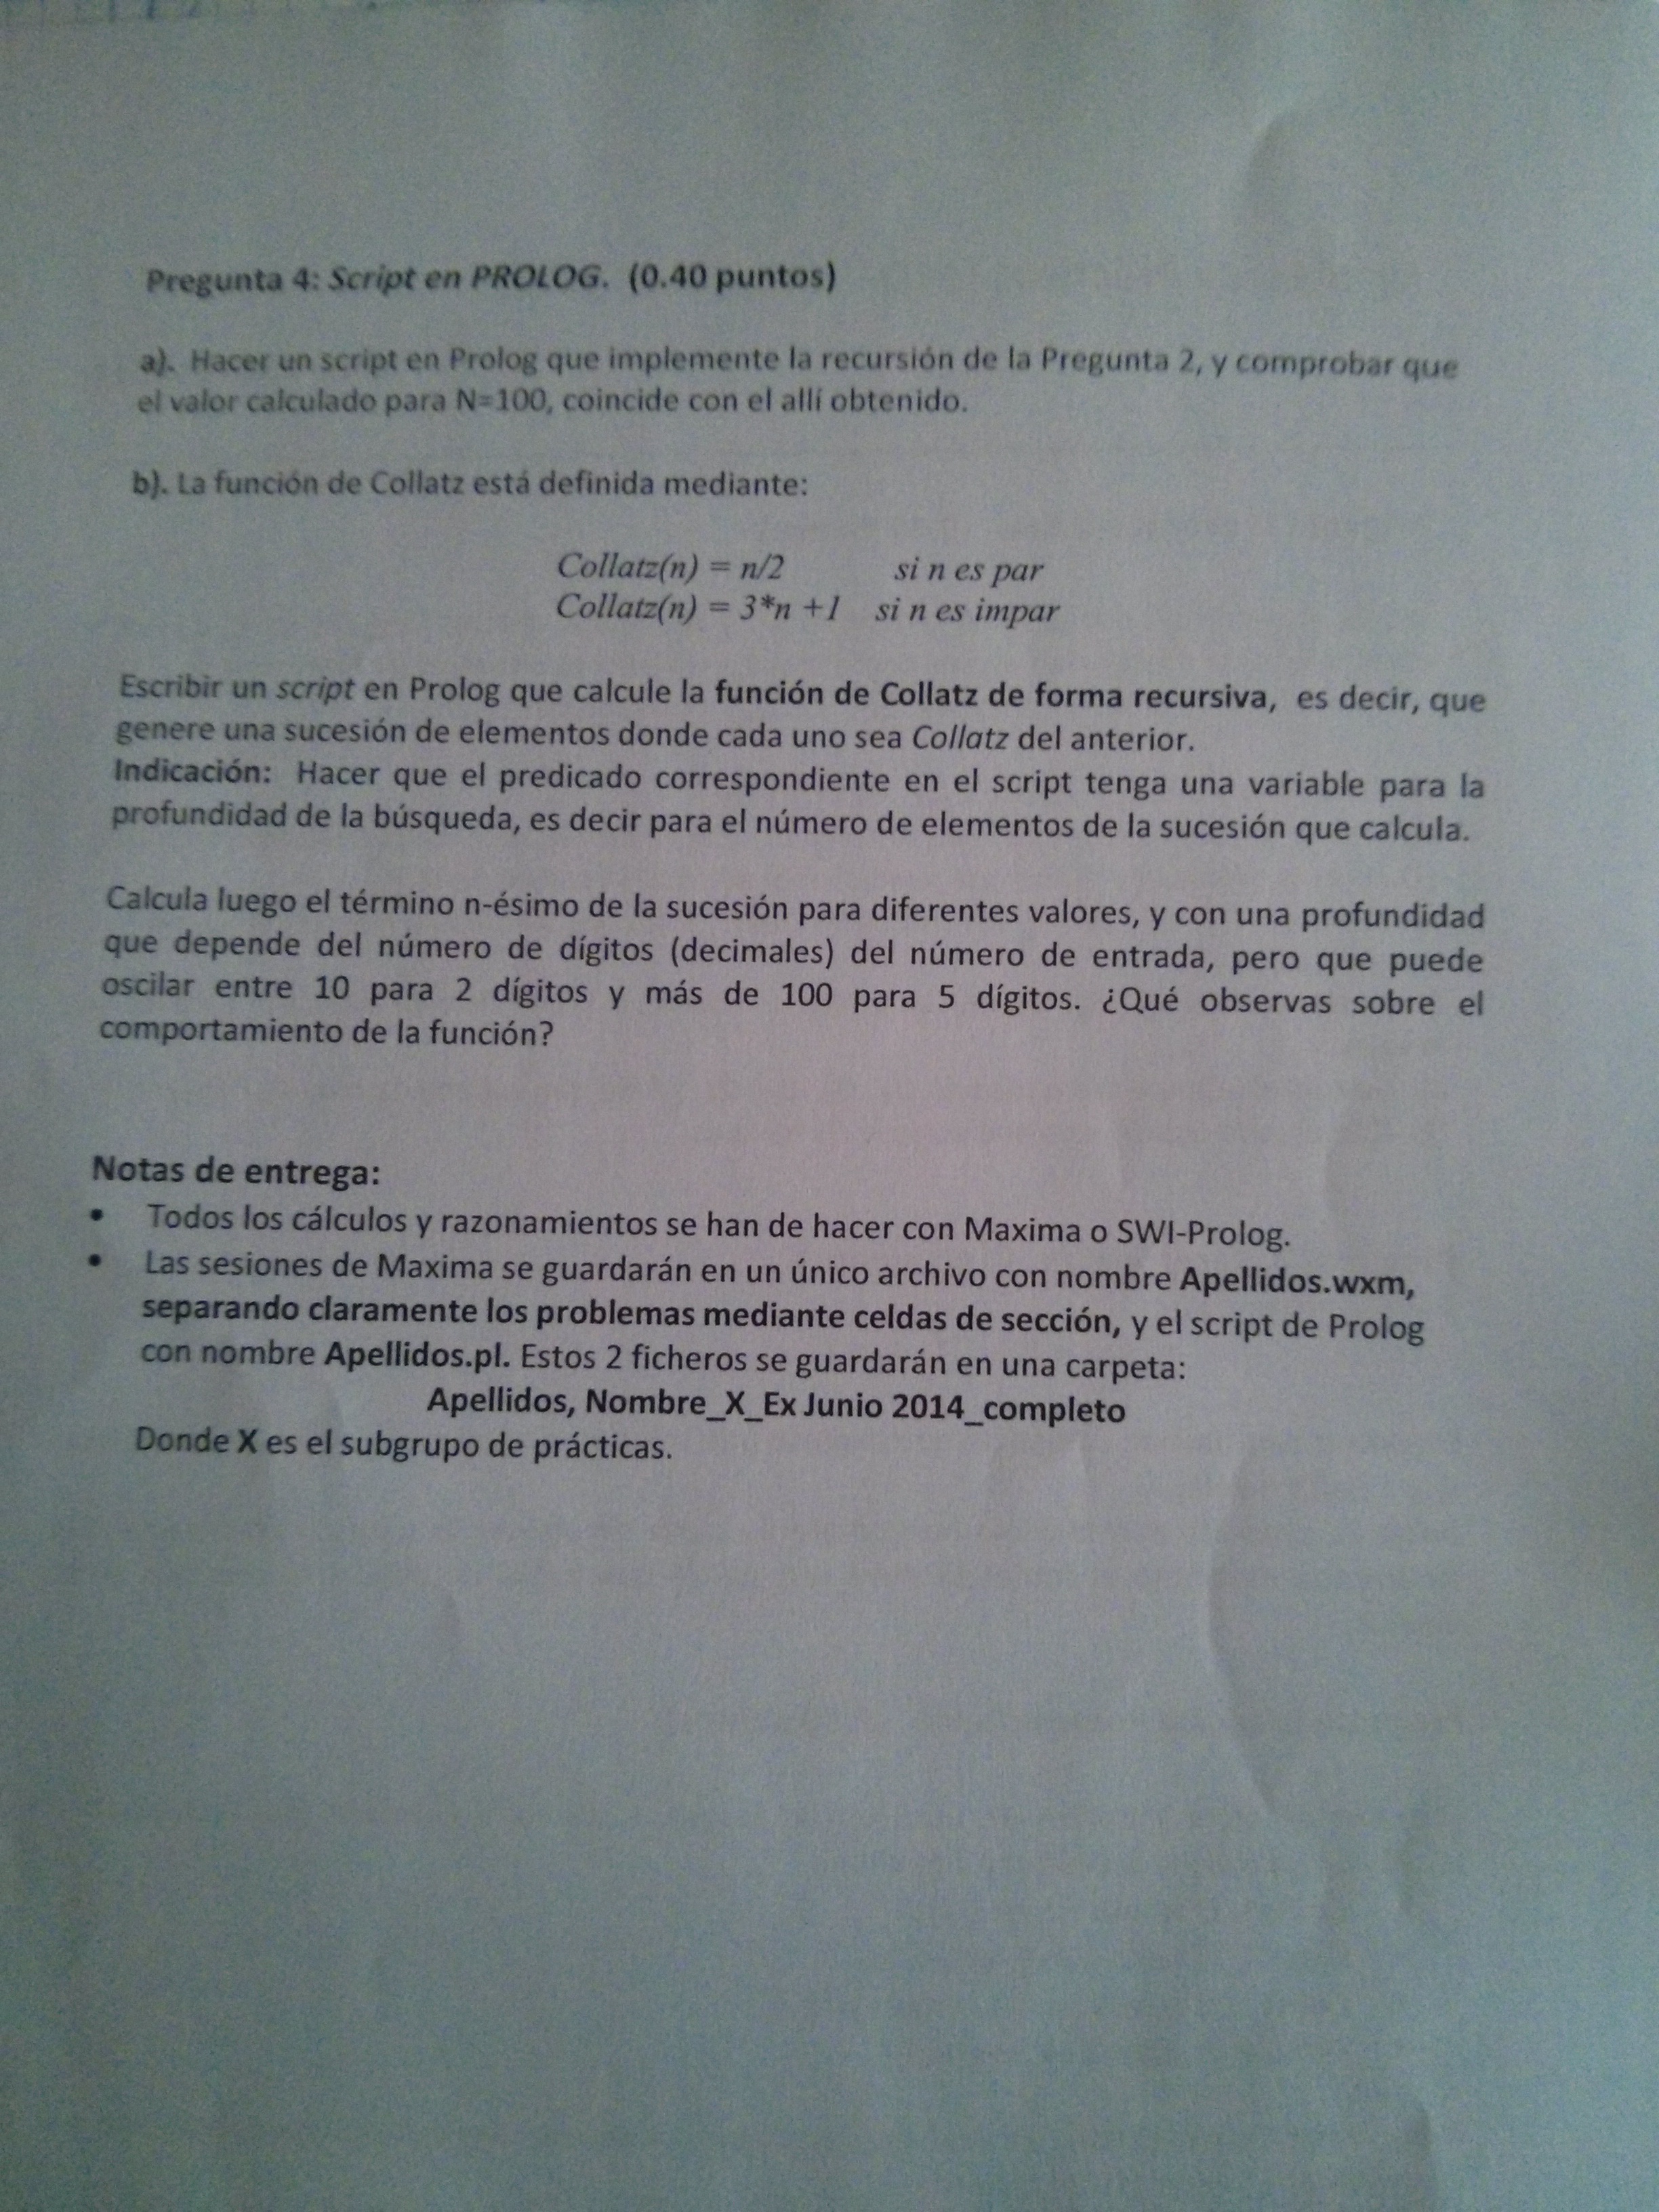 Pregunta 4: Script en PROLOG. (0.40 puntos)
a). Hacer un script en Prolog que implemente la recursión de la Pregunta 2, y comprobar que
el valor calculado para N=100, coincide con el allí obtenido.
b). La función de Collatz está definida mediante:
Collatz(n) = n/2 si n es par
Collatz(n) = 3*n +1 si n es impar
Escribir un script en Prolog que calcule la función de Collatz de forma recursiva, es decir, que
genere una sucesión de elementos donde cada uno sea Collatz del anterior.
Indicación: Hacer que el predicado correspondiente en el script tenga una variable para la
profundidad de la búsqueda, es decir para el número de elementos de la sucesión que calcula.
Calcula luego el término n-ésimo de la sucesión para diferentes valores, y con una profundidad
que depende del número de dígitos (decimales) del número de entrada, pero que puede
oscilar entre 10 para 2 dígitos y más de 100 para 5 dígitos. ¿Qué observas sobre el
comportamiento de la función?
Notas de entrega:
• Todos los cálculos y razonamientos se han de hacer con Maxima o SWI-Prolog.
• Las sesiones de Maxima se guardarán en un único archivo con nombre Apellidos.wxm,
separando claramente los problemas mediante celdas de sección, y el script de Prolog
con nombre Apellidos.pl. Estos 2 ficheros se guardarán en una carpeta:
Apellidos, Nombre_X_Ex Junio 2014_completo
Donde X es el subgrupo de prácticas.